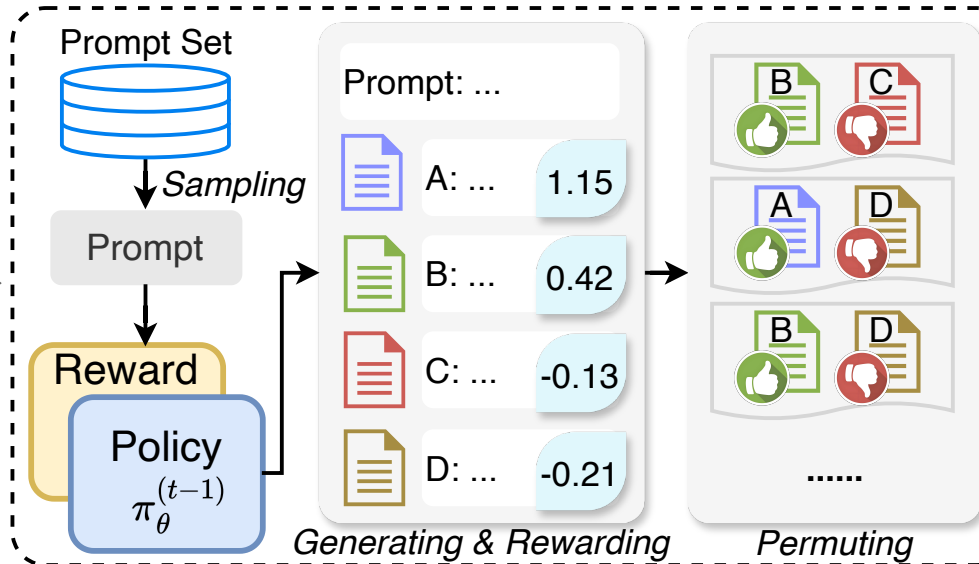 Prompt Set
Sampling
Prompt
Reward
Policy
π_θ^(t−1)
Prompt: ...
A: ... 1.15
B: ... 0.42
C: ... -0.13
D: ... -0.21
Generating & Rewarding
B C
A D
B D
......
Permuting